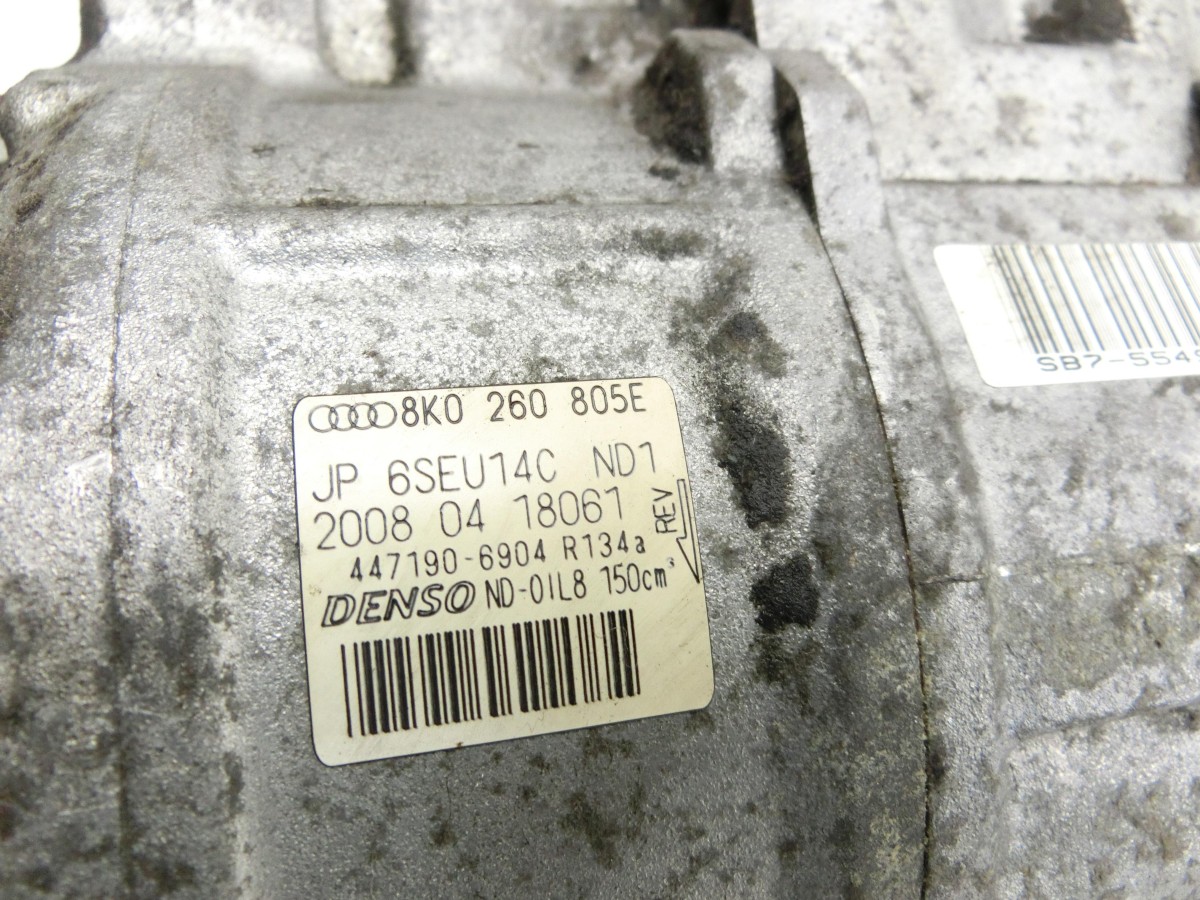 8K0 260 805E
JP 6SEU14C ND1
2008 04 18061
REV
447190-6904 R134a
DENSO ND-OIL8 150cm³